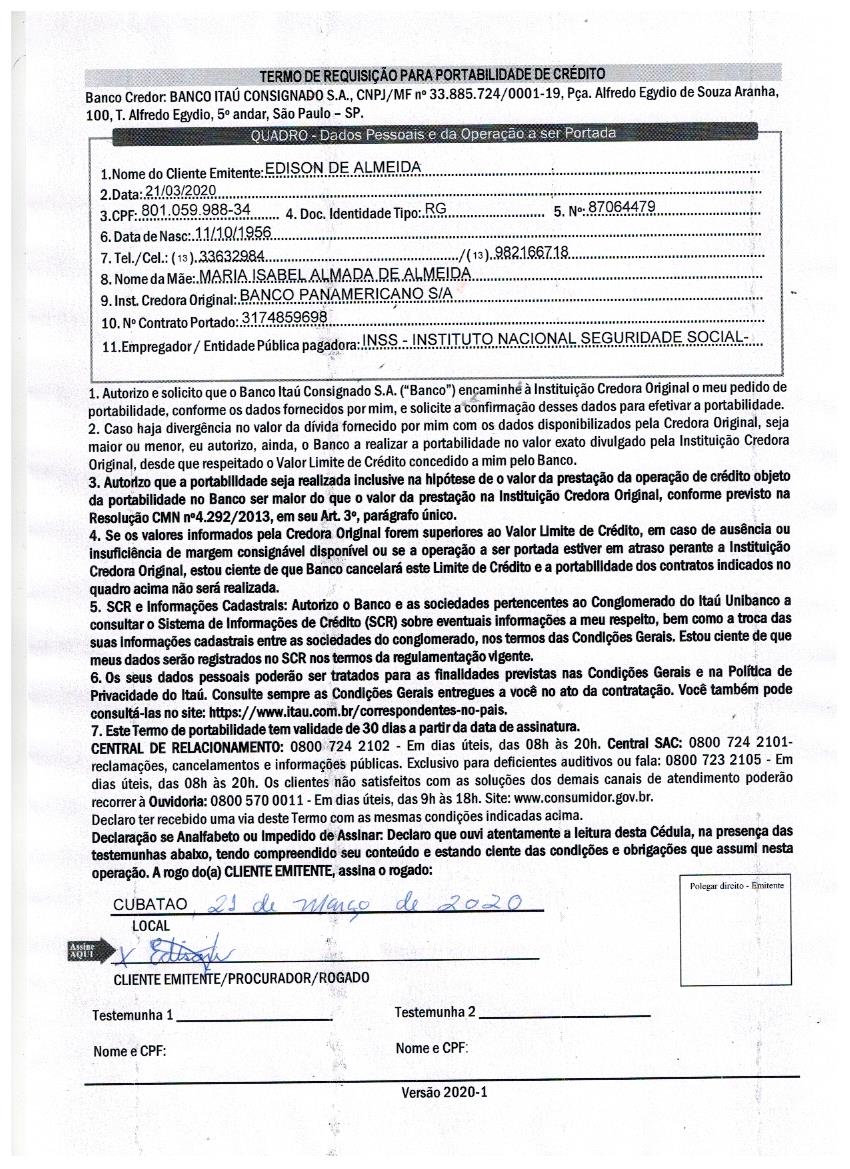 TERMO DE REQUISIÇÃO PARA PORTABILIDADE DE CRÉDITO
Banco Credor: BANCO ITAÚ CONSIGNADO S.A., CNPJ/MF nº 33.885.724/0001-19, Pça. Alfredo Egydio de Souza Aranha,
100, T. Alfredo Egydio, 5º andar, São Paulo – SP.
QUADRO - Dados Pessoais e da Operação a ser Portada
1.Nome do Cliente Emitente: EDISON DE ALMEIDA
2.Data: 21/03/2020
3.CPF: 801.059.988-34 4. Doc. Identidade Tipo: RG 5. Nº: 87064479
6. Data de Nasc: 11/10/1956
7. Tel./Cel.: (13) 33632984 /(13) 982166718
8. Nome da Mãe: MARIA ISABEL ALMADA DE ALMEIDA
9. Inst. Credora Original: BANCO PANAMERICANO S/A
10. Nº Contrato Portado: 3174859698
11.Empregador / Entidade Pública pagadora: INSS - INSTITUTO NACIONAL SEGURIDADE SOCIAL-
1. Autorizo e solicito que o Banco Itaú Consignado S.A. ("Banco") encaminhe à Instituição Credora Original o meu pedido de
portabilidade, conforme os dados fornecidos por mim, e solicite a confirmação desses dados para efetivar a portabilidade.
2. Caso haja divergência no valor da dívida fornecido por mim com os dados disponibilizados pela Credora Original, seja
maior ou menor, eu autorizo, ainda, o Banco a realizar a portabilidade no valor exato divulgado pela Instituição Credora
Original, desde que respeitado o Valor Limite de Crédito concedido a mim pelo Banco.
3. Autorizo que a portabilidade seja realizada inclusive na hipótese de o valor da prestação da operação de crédito objeto
da portabilidade no Banco ser maior do que o valor da prestação na Instituição Credora Original, conforme previsto na
Resolução CMN nº4.292/2013, em seu Art. 3º, parágrafo único.
4. Se os valores informados pela Credora Original forem superiores ao Valor Limite de Crédito, em caso de ausência ou
insuficiência de margem consignável disponível ou se a operação a ser portada estiver em atraso perante a Instituição
Credora Original, estou ciente de que Banco cancelará este Limite de Crédito e a portabilidade dos contratos indicados no
quadro acima não será realizada.
5. SCR e Informações Cadastrais: Autorizo o Banco e as sociedades pertencentes ao Conglomerado do Itaú Unibanco a
consultar o Sistema de Informações de Crédito (SCR) sobre eventuais informações a meu respeito, bem como a troca das
suas informações cadastrais entre as sociedades do conglomerado, nos termos das Condições Gerais. Estou ciente de que
meus dados serão registrados no SCR nos termos da regulamentação vigente.
6. Os seus dados pessoais poderão ser tratados para as finalidades previstas nas Condições Gerais e na Política de
Privacidade do Itaú. Consulte sempre as Condições Gerais entregues a você no ato da contratação. Você também pode
consultá-las no site: https://www.itau.com.br/correspondentes-no-pais.
7. Este Termo de portabilidade tem validade de 30 dias a partir da data de assinatura.
CENTRAL DE RELACIONAMENTO: 0800 724 2102 - Em dias úteis, das 08h às 20h. Central SAC: 0800 724 2101-
reclamações, cancelamentos e informações públicas. Exclusivo para deficientes auditivos ou fala: 0800 723 2105 - Em
dias úteis, das 08h às 20h. Os clientes não satisfeitos com as soluções dos demais canais de atendimento poderão
recorrer à Ouvidoria: 0800 570 0011 - Em dias úteis, das 9h às 18h. Site: www.consumidor.gov.br.
Declaro ter recebido uma via deste Termo com as mesmas condições indicadas acima.
Declaração se Analfabeto ou Impedido de Assinar: Declaro que ouvi atentamente a leitura desta Cédula, na presença das
testemunhas abaixo, tendo compreendido seu conteúdo e estando ciente das condições e obrigações que assumi nesta
operação. A rogo do(a) CLIENTE EMITENTE, assina o rogado:
Polegar direito - Emitente
CUBATAO, 21 de Março de 2020
LOCAL
Assine
AQUI
X Edison
CLIENTE EMITENTE/PROCURADOR/ROGADO
Testemunha 1 Testemunha 2
Nome e CPF: Nome e CPF:
Versão 2020-1